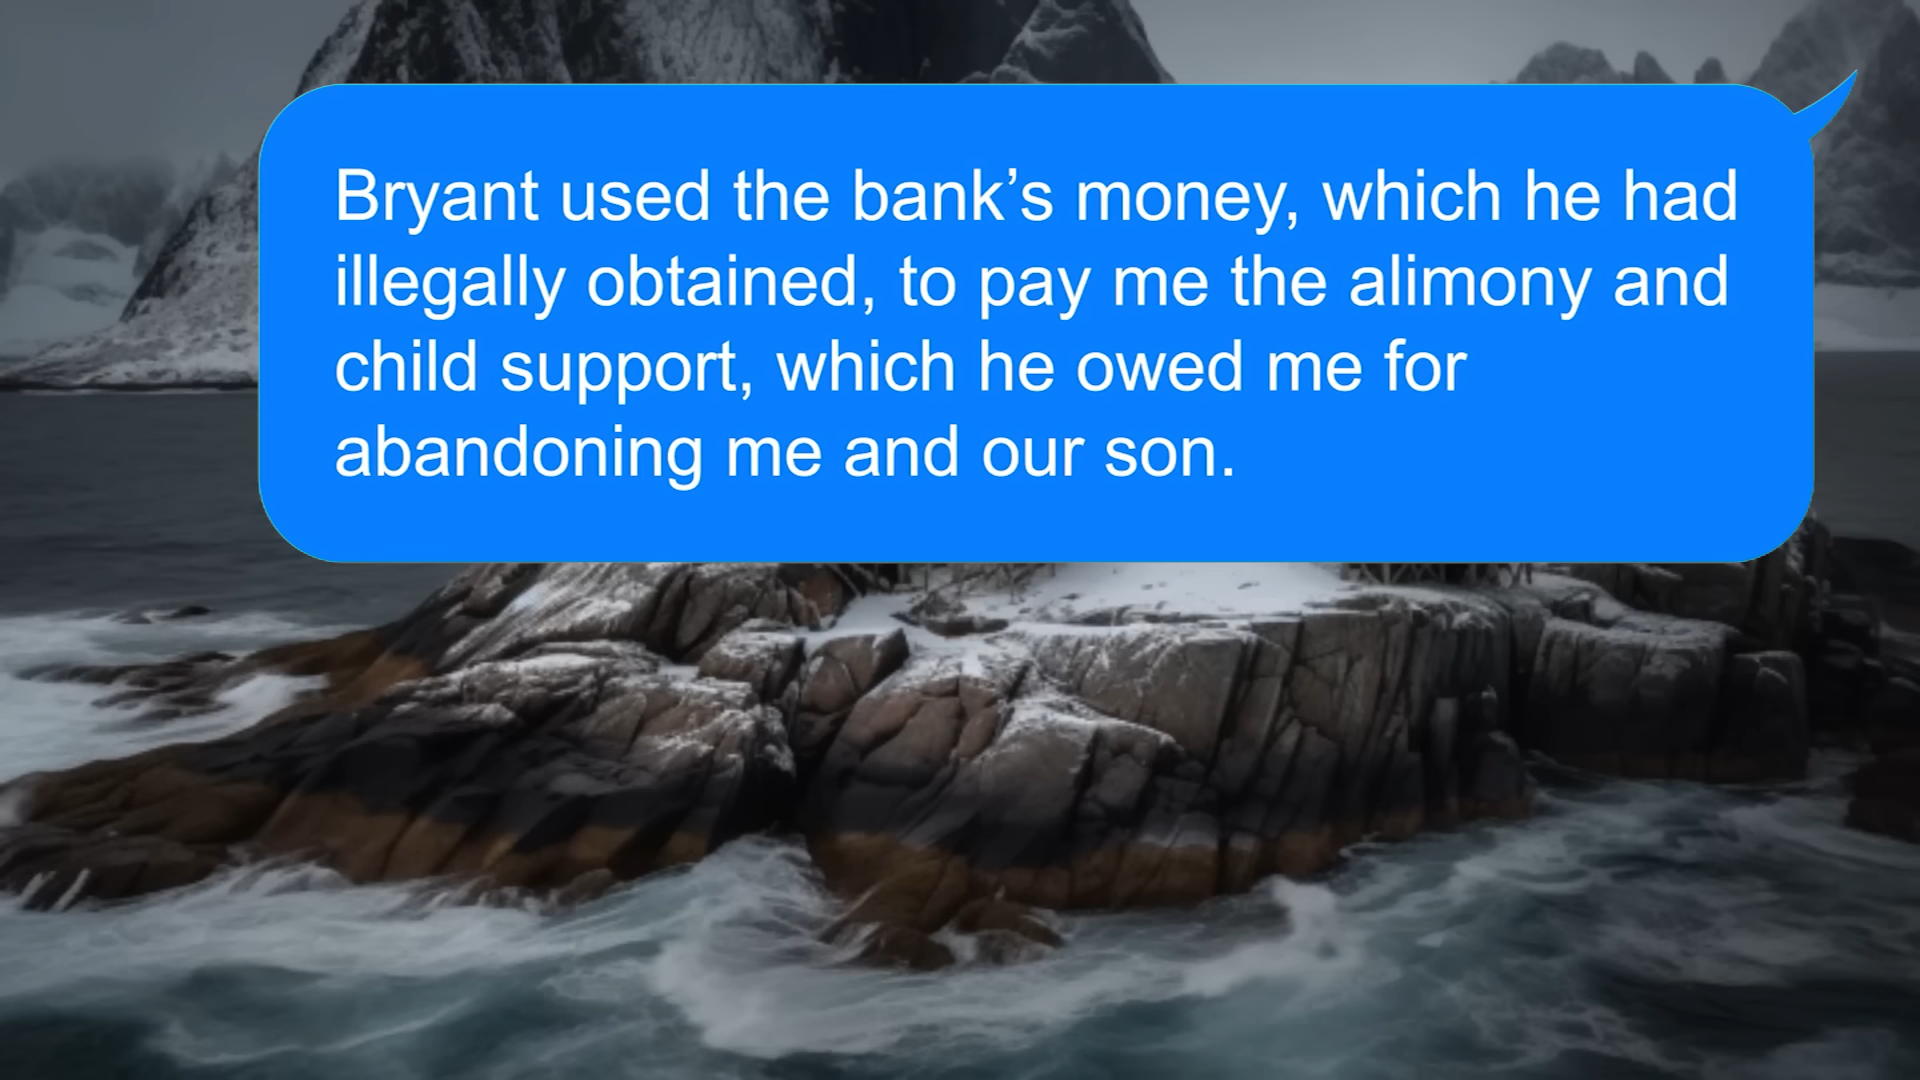 Bryant used the bank’s money, which he had
illegally obtained, to pay me the alimony and
child support, which he owed me for
abandoning me and our son.